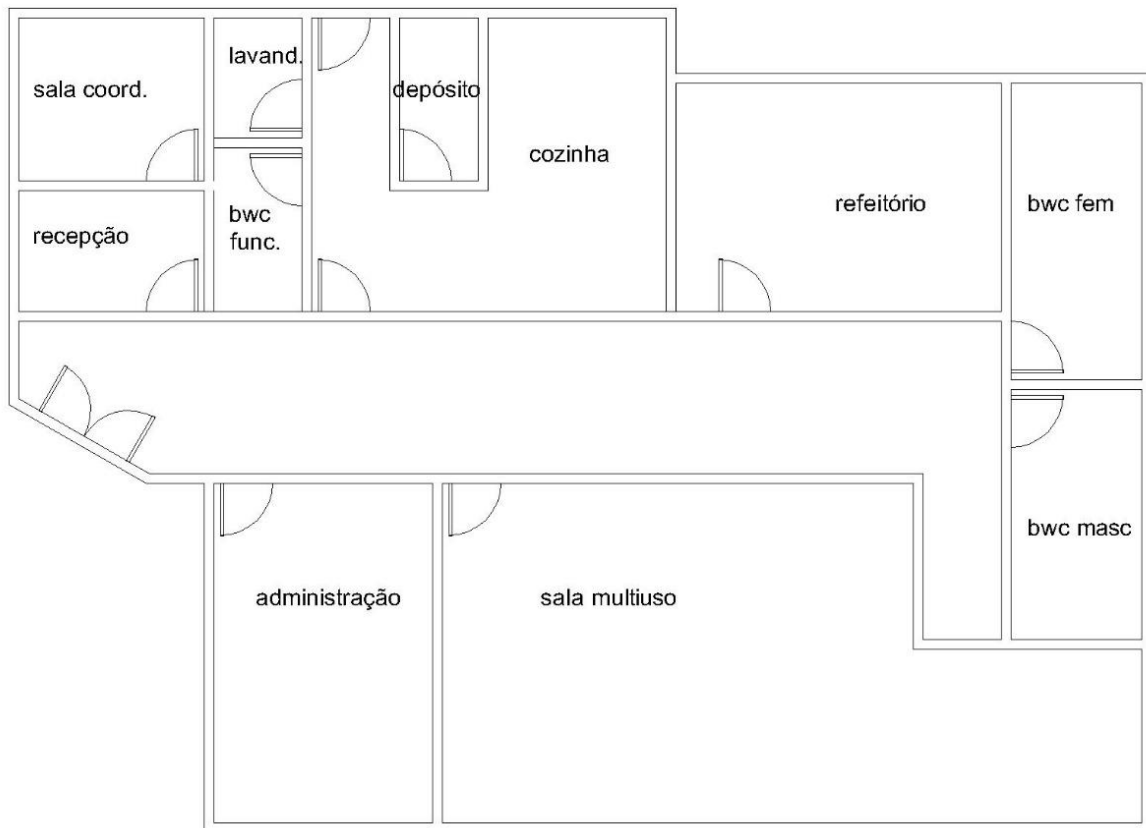 lavand.
sala coord.
depósito
cozinha
refeitório
bwc fem
bwc
func.
recepção
bwc masc
administração
sala multiuso